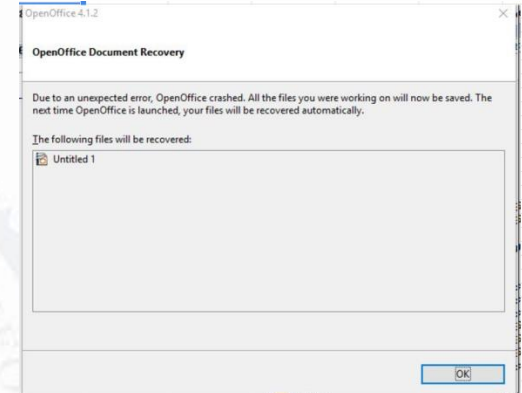 OpenOffice 4.1.2
OpenOffice Document Recovery
Due to an unexpected error, OpenOffice crashed. All the files you were working on will now be saved. The
next time OpenOffice is launched, your files will be recovered automatically.
The following files will be recovered:
Untitled 1
OK